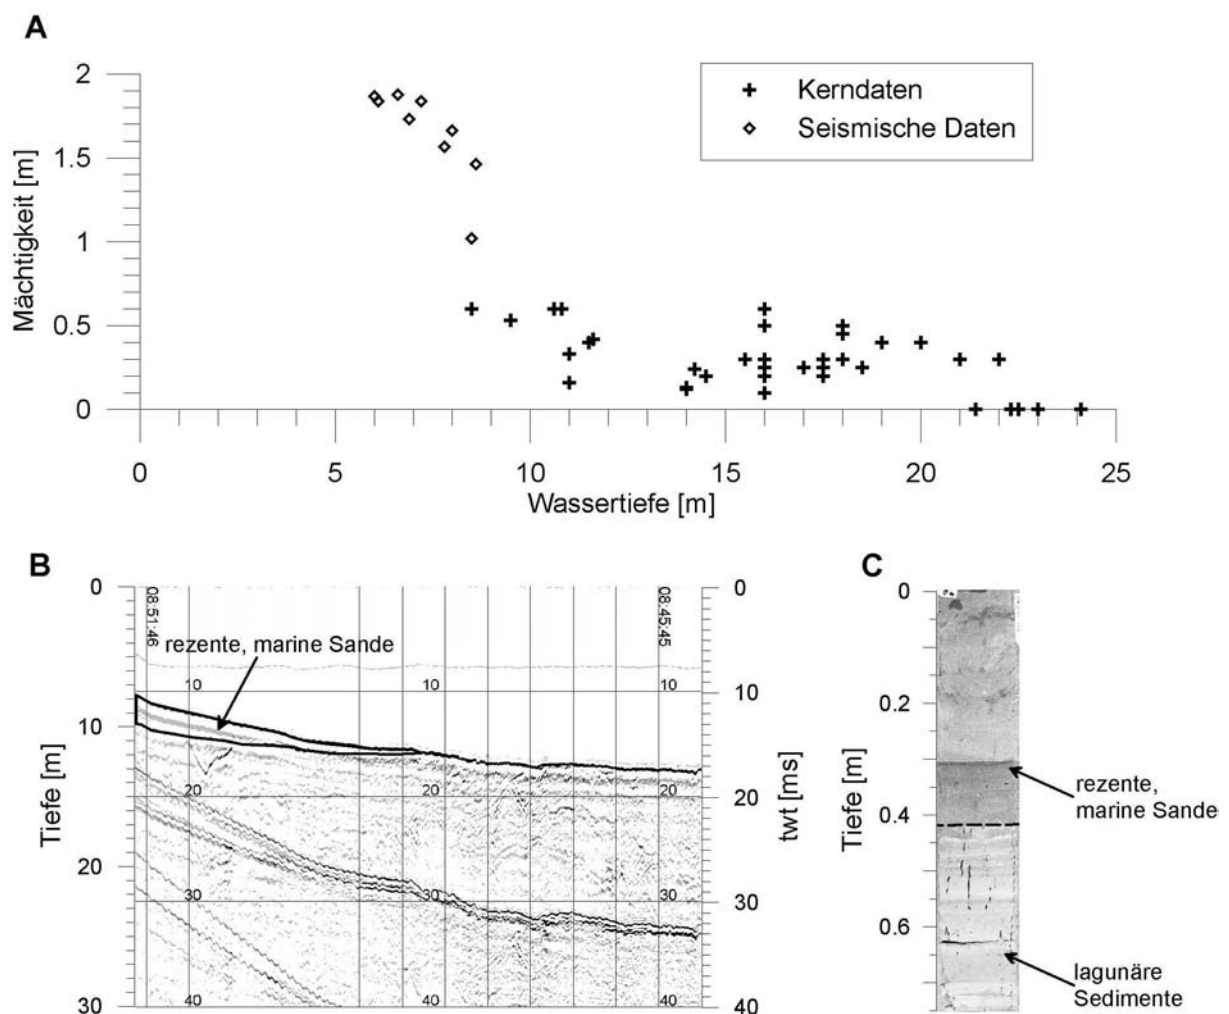 A
2
1.5
1
0.5
0
Mächtigkeit [m]
Kerndaten
Seismische Daten
0 5 10 15 20 25
Wassertiefe [m]
B
0
10
20
30
Tiefe [m]
08:51:46
08:45:45
rezente, marine Sande
10 10 10
20 20 20
30 30 30
40 40 40
0
10
20
30
40
twt [ms]
C
0
0.2
0.4
0.6
Tiefe [m]
rezente,
marine Sande
lagunäre
Sedimente